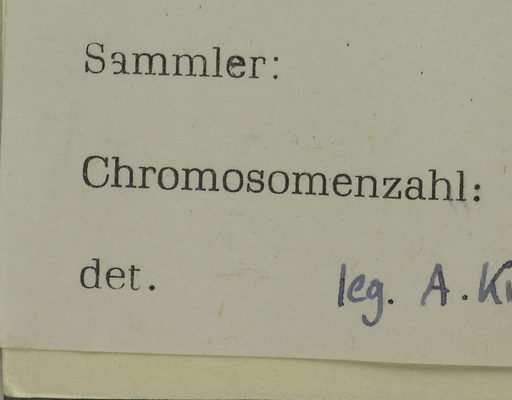 Sammler:
Chromosomenzahl:
det. leg. A.